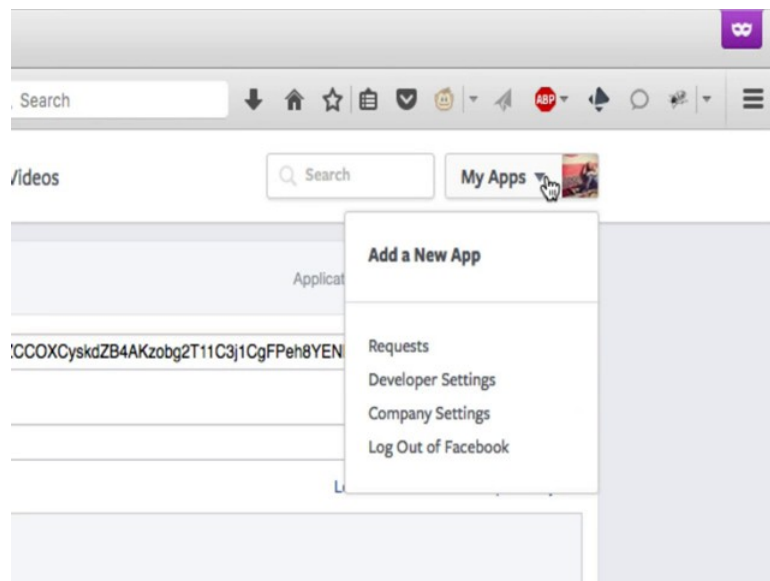 Search
ABP
Videos
Search
My Apps
Add a New App
Applicat
ZCCOXCyskdZB4AKzobg2T11C3j1CgFPeh8YEN
Requests
Developer Settings
Company Settings
Log Out of Facebook